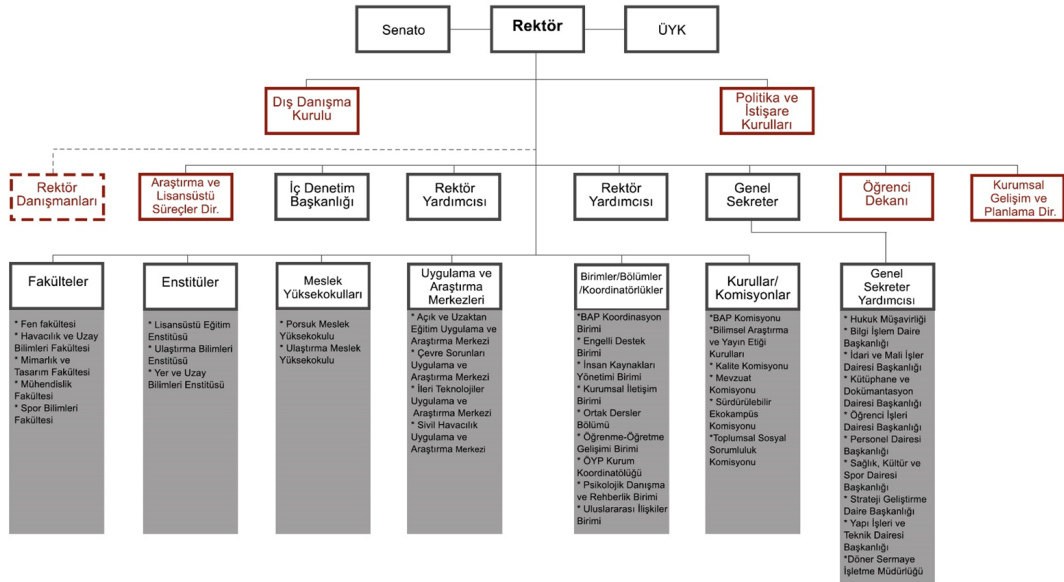 Senato
Rektör
ÜYK
Dış Danışma
Kurulu
Politika ve
İstişare
Kurulları
Rektör
Danışmanları
Araştırma ve
Lisansüstü
Süreçler Dir.
İç Denetim
Başkanlığı
Rektör
Yardımcısı
Rektör
Yardımcısı
Genel
Sekreter
Öğrenci
Dekanı
Kurumsal
Gelişim ve
Planlama Dir.
Fakülteler
* Fen fakültesi
* Havacılık ve Uzay
Bilimleri Fakültesi
* Mimarlık ve
Tasarım Fakültesi
* Mühendislik
Fakültesi
* Spor Bilimleri
Fakültesi
Enstitüler
* Lisansüstü Eğitim
Enstitüsü
* Ulaştırma Bilimleri
Enstitüsü
* Yer ve Uzay
Bilimleri Enstitüsü
Meslek
Yüksekokulları
* Porsuk Meslek
Yüksekokulu
* Ulaştırma Meslek
Yüksekokulu
Uygulama ve
Araştırma
Merkezleri
* Açık ve Uzaktan
Eğitim Uygulama ve
Araştırma Merkezi
* Çevre Sorunları
Uygulama ve
Araştırma Merkezi
* İleri Teknolojiler
Uygulama ve
Araştırma Merkezi
* Sivil Havacılık
Uygulama ve
Araştırma Merkezi
Birimler/Bölümler
/Koordinatörlükler
*BAP Koordinasyon
Birimi
* Engelli Destek
Birimi
* İnsan Kaynakları
Yönetimi Birimi
* Kurumsal İletişim
Birimi
* Ortak Dersler
Bölümü
* Öğrenme-Öğretme
Gelişimi Birimi
* ÖYP Kurum
Koordinatölüğü
* Psikolojik Danışma
ve Rehberlik Birimi
* Uluslararası İlişkiler
Birimi
Kurullar/
Komisyonlar
*BAP Komisyonu
*Bilimsel Araştırma
ve Yayın Etiği
Kurulları
* Kalite Komisyonu
* Mevzuat
Komisyonu
* Sürdürülebilir
Ekokampüs
Komisyonu
*Toplumsal Sosyal
Sorumluluk
Komisyonu
Genel
Sekreter
Yardımcısı
* Hukuk Müşavirliği
* Bilgi İşlem Daire
Başkanlığı
* İdari ve Mali İşler
Dairesi Başkanlığı
* Kütüphane ve
Dokümantasyon
Dairesi Başkanlığı
* Öğrenci İşleri
Dairesi Başkanlığı
* Personel Dairesi
Başkanlığı
* Sağlık, Kültür ve
Spor Dairesi
Başkanlığı
* Strateji Geliştirme
Daire Başkanlığı
* Yapı İşleri ve
Teknik Dairesi
Başkanlığı
*Döner Sermaye
İşletme Müdürlüğü